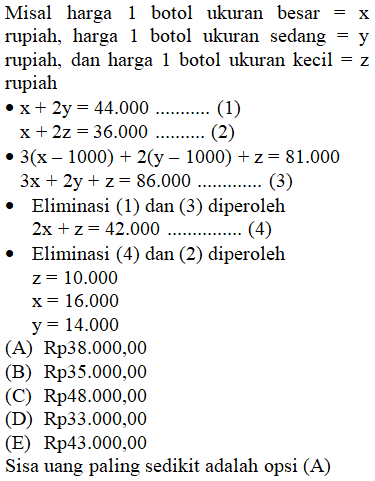 Misal harga 1 botol ukuran besar = x
rupiah, harga 1 botol ukuran sedang = y
rupiah, dan harga 1 botol ukuran kecil = z
rupiah
• x + 2y = 44.000 ........... (1)
x + 2z = 36.000 .......... (2)
• 3(x – 1000) + 2(y – 1000) + z = 81.000
3x + 2y + z = 86.000 ............. (3)
• Eliminasi (1) dan (3) diperoleh
2x + z = 42.000 ............... (4)
• Eliminasi (4) dan (2) diperoleh
z = 10.000
x = 16.000
y = 14.000
(A) Rp38.000,00
(B) Rp35.000,00
(C) Rp48.000,00
(D) Rp33.000,00
(E) Rp43.000,00
Sisa uang paling sedikit adalah opsi (A)